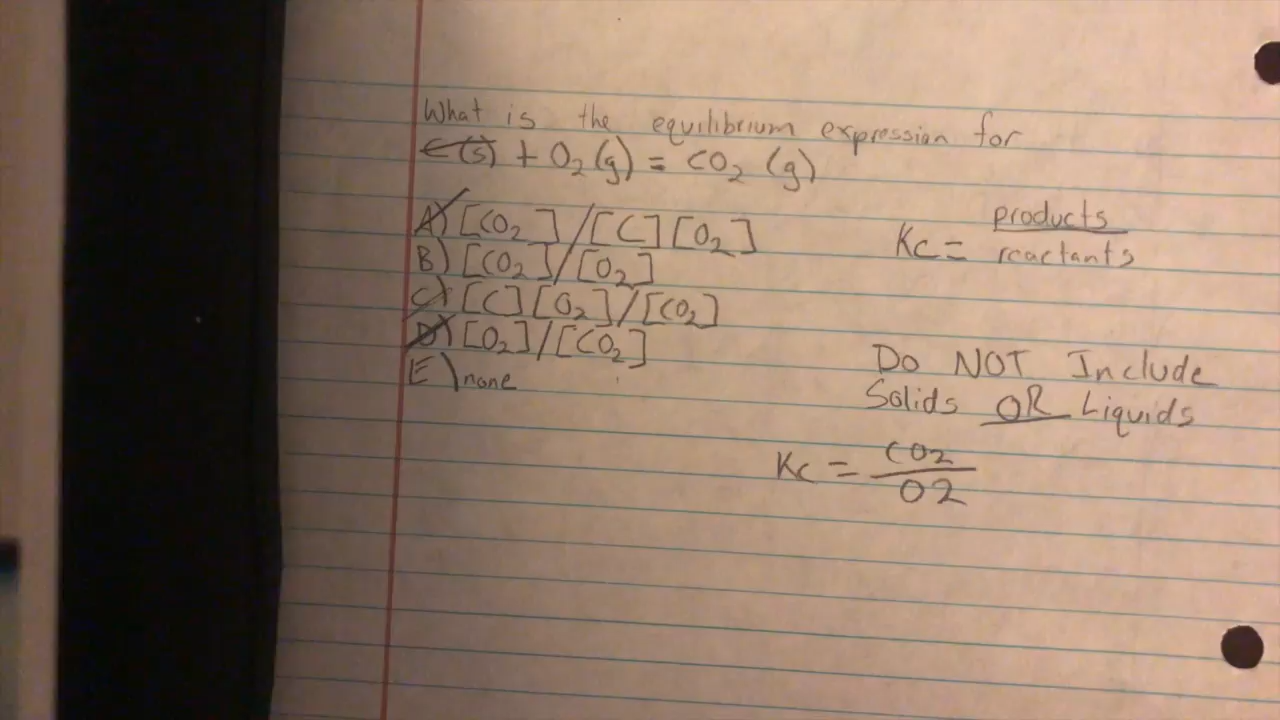 What is the equilibrium expression for
C(s) + O2 (g) = CO2 (g)
A) [CO2]/[C][O2]
B) [CO2]/[O2]
C) [C][O2]/[CO2]
D) [O2]/[CO2]
E) none
Kc = products
reactants
Do NOT Include
Solids OR Liquids
Kc = CO2
O2